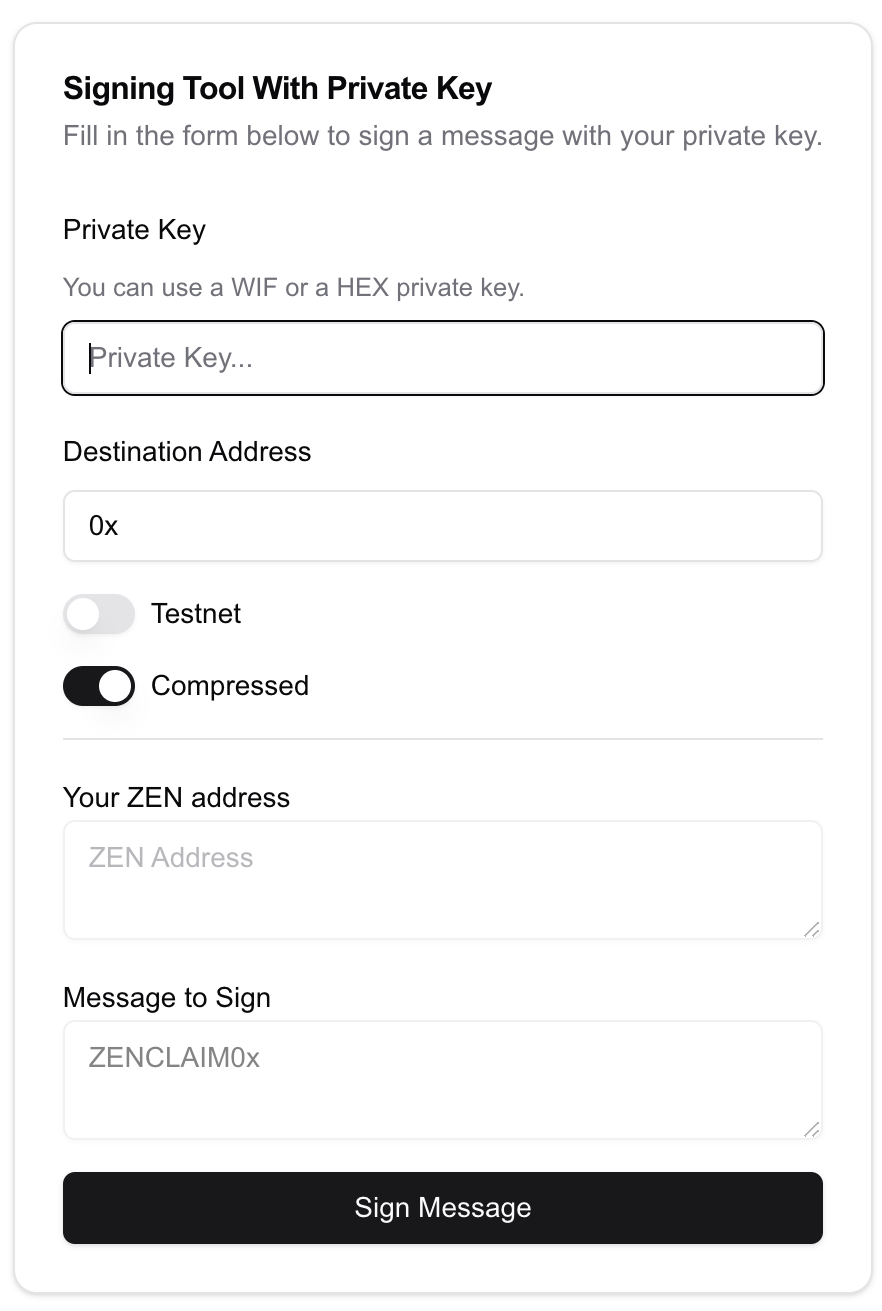 Signing Tool With Private Key
Fill in the form below to sign a message with your private key.
Private Key
You can use a WIF or a HEX private key.
Private Key...
Destination Address
0x
Testnet
Compressed
Your ZEN address
ZEN Address
Message to Sign
ZENCLAIM0x
Sign Message